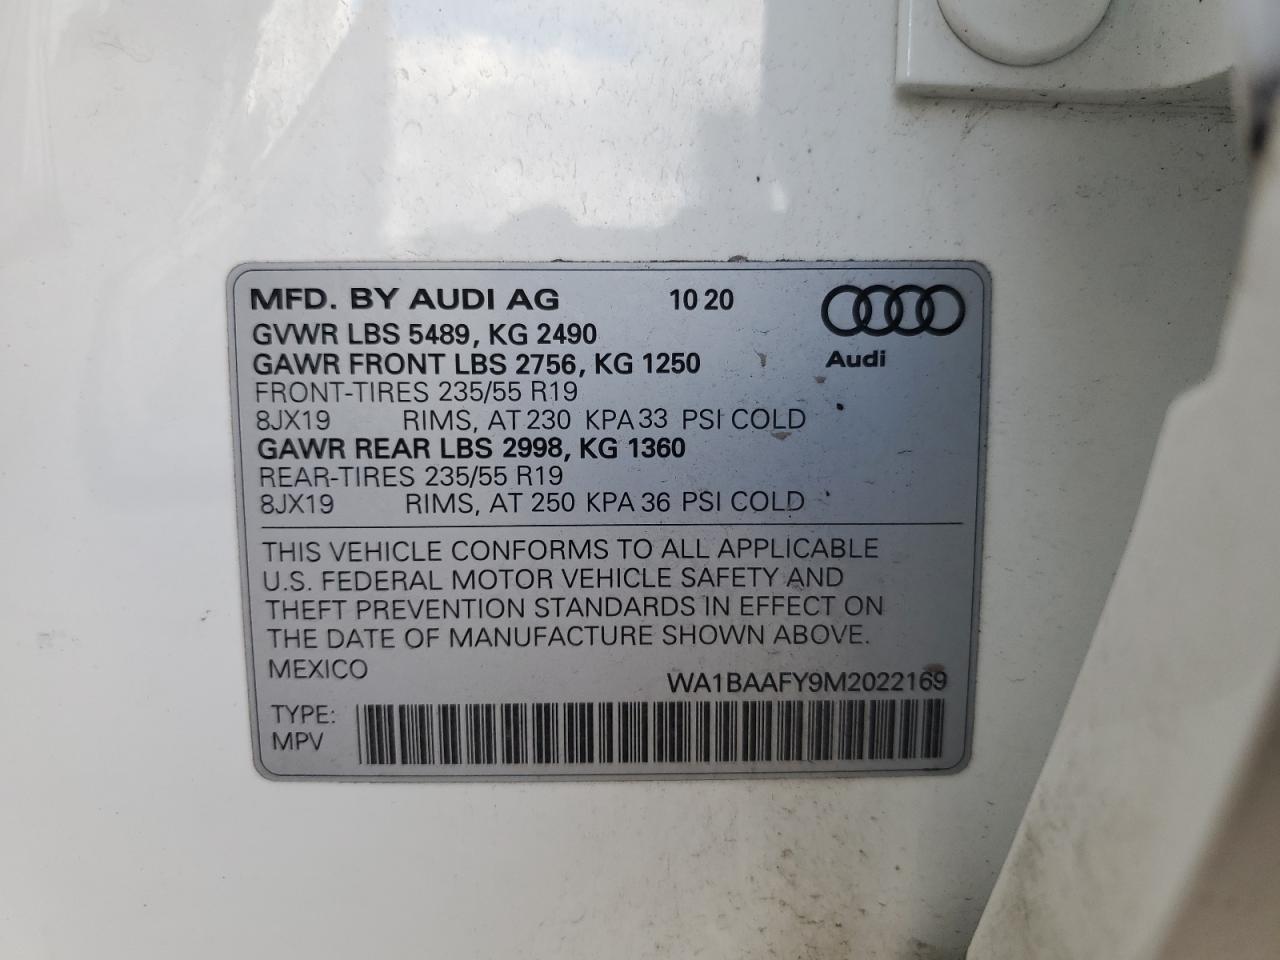 MFD. BY AUDI AG 10 20
GVWR LBS 5489, KG 2490
GAWR FRONT LBS 2756, KG 1250
Audi
FRONT-TIRES 235/55 R19
8JX19 RIMS, AT 230 KPA 33 PSI COLD
GAWR REAR LBS 2998, KG 1360
REAR-TIRES 235/55 R19
8JX19 RIMS, AT 250 KPA 36 PSI COLD
THIS VEHICLE CONFORMS TO ALL APPLICABLE
U.S. FEDERAL MOTOR VEHICLE SAFETY AND
THEFT PREVENTION STANDARDS IN EFFECT ON
THE DATE OF MANUFACTURE SHOWN ABOVE.
MEXICO
WA1BAAFY9M2022169
TYPE:
MPV